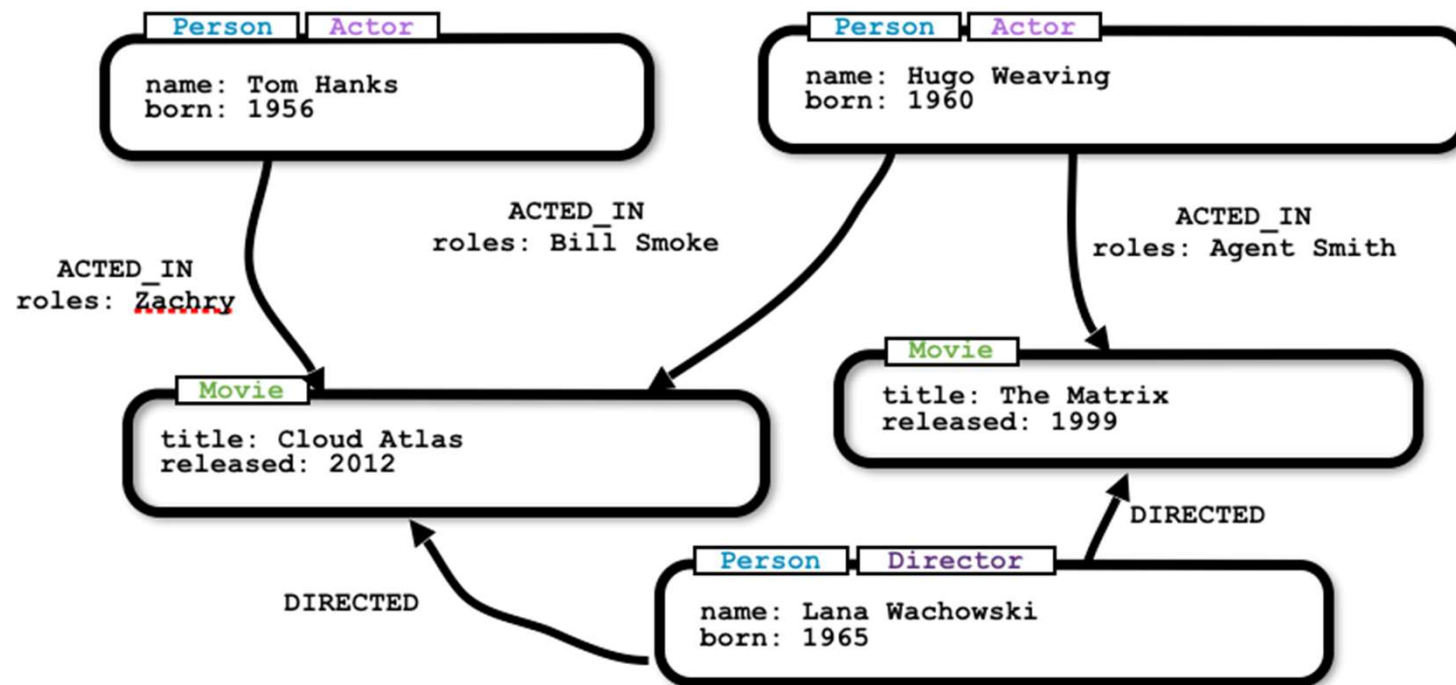 Person Actor
name: Tom Hanks
born: 1956
Person Actor
name: Hugo Weaving
born: 1960
ACTED_IN
roles: Zachry
ACTED_IN
roles: Bill Smoke
ACTED_IN
roles: Agent Smith
Movie
title: Cloud Atlas
released: 2012
Movie
title: The Matrix
released: 1999
DIRECTED
DIRECTED
Person Director
name: Lana Wachowski
born: 1965